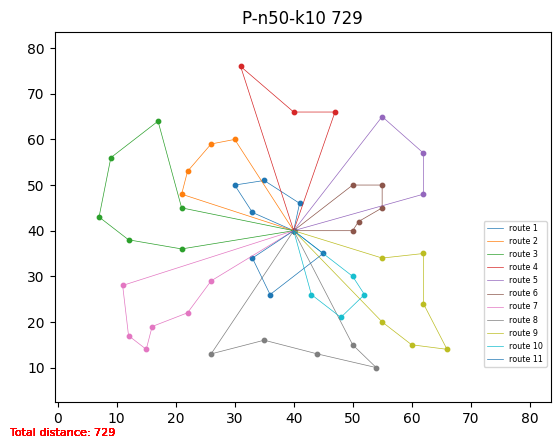 P-n50-k10 729
80
70
60
50
40
30
20
10
0 10 20 30 40 50 60 70 80
route 1
route 2
route 3
route 4
route 5
route 6
route 7
route 8
route 9
route 10
route 11
Total distance: 729